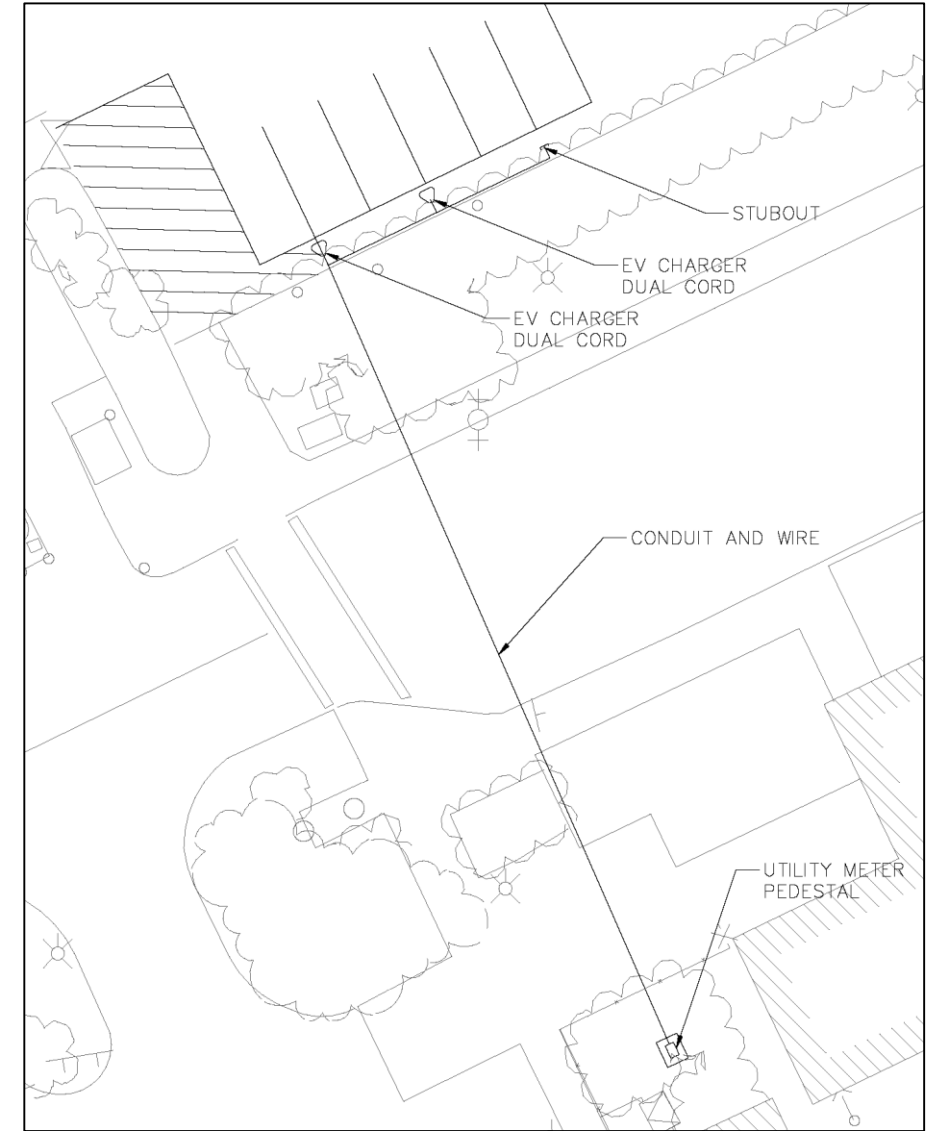 STUBOUT
EV CHARGER
DUAL CORD
EV CHARGER
DUAL CORD
CONDUIT AND WIRE
UTILITY METER
PEDESTAL